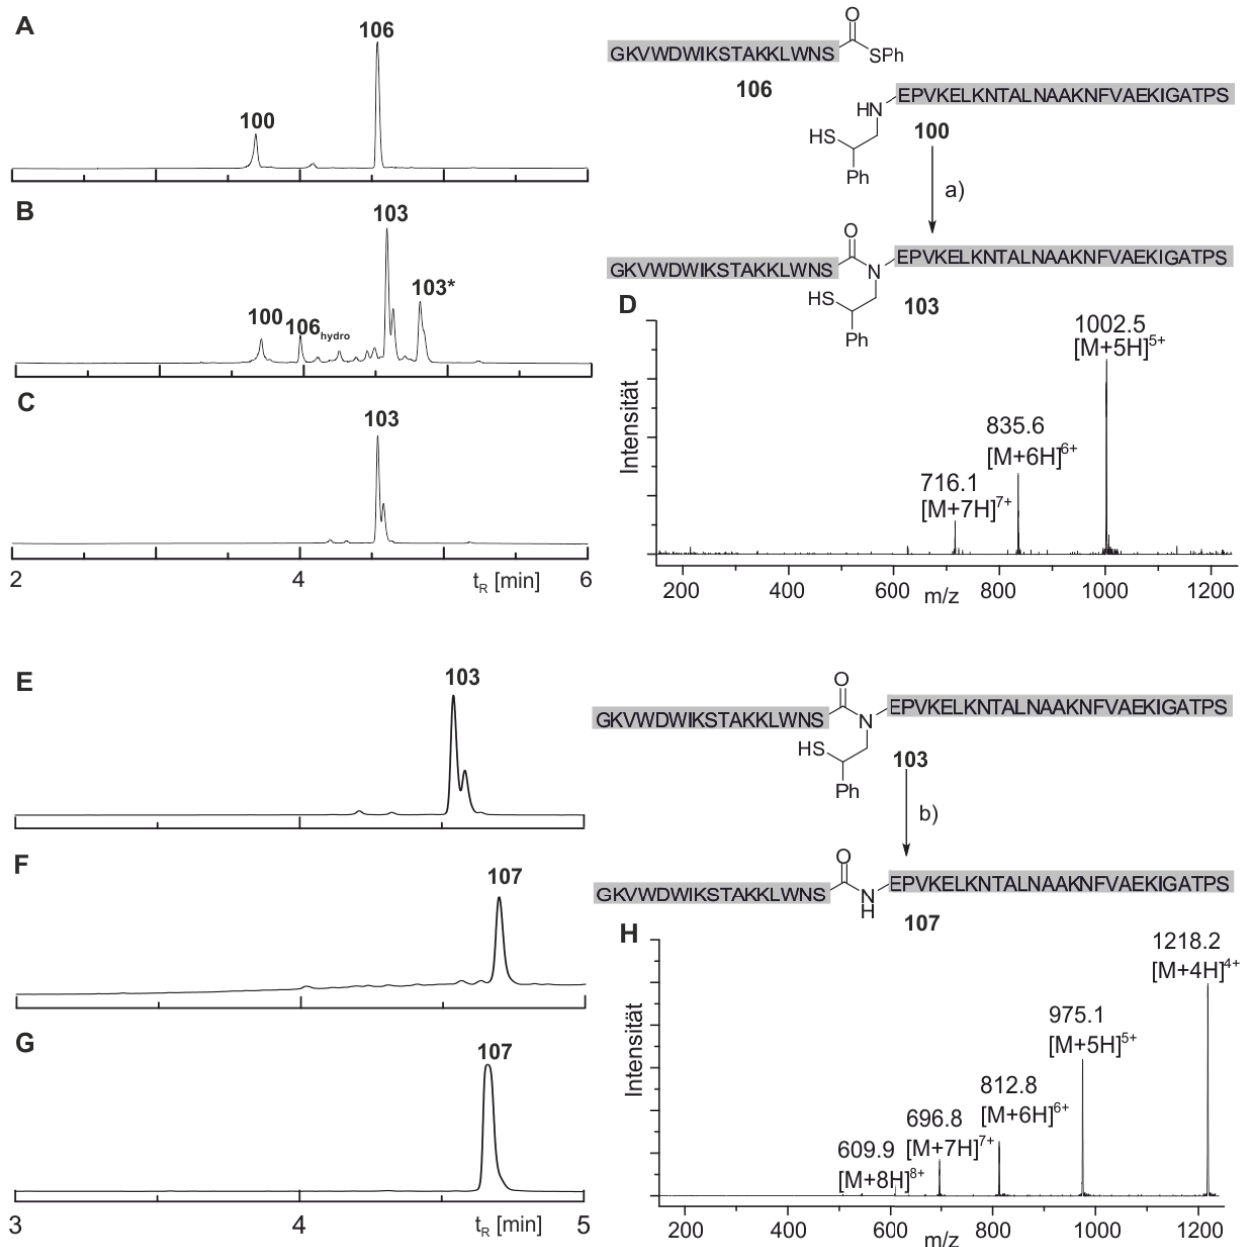 A
106
100
GKVWDWIKSTAKKLWNS
O
SPh
106
HN
EPVKELKNTALNAAKNFVAEKIGATPS
HS
100
Ph
a)
B
103
103*
100
106hydro
GKVWDWIKSTAKKLWNS
O
N
EPVKELKNTALNAAKNFVAEKIGATPS
HS
103
Ph
C
103
2
4
tR [min]
6
D
Intensität
716.1
[M+7H]7+
835.6
[M+6H]6+
1002.5
[M+5H]5+
200
400
600
m/z
800
1000
1200
E
103
GKVWDWIKSTAKKLWNS
O
N
EPVKELKNTALNAAKNFVAEKIGATPS
HS
103
Ph
b)
F
107
GKVWDWIKSTAKKLWNS
O
N
H
EPVKELKNTALNAAKNFVAEKIGATPS
107
G
107
3
4
tR [min]
5
H
Intensität
609.9
[M+8H]8+
696.8
[M+7H]7+
812.8
[M+6H]6+
975.1
[M+5H]5+
1218.2
[M+4H]4+
200
400
600
m/z
800
1000
1200